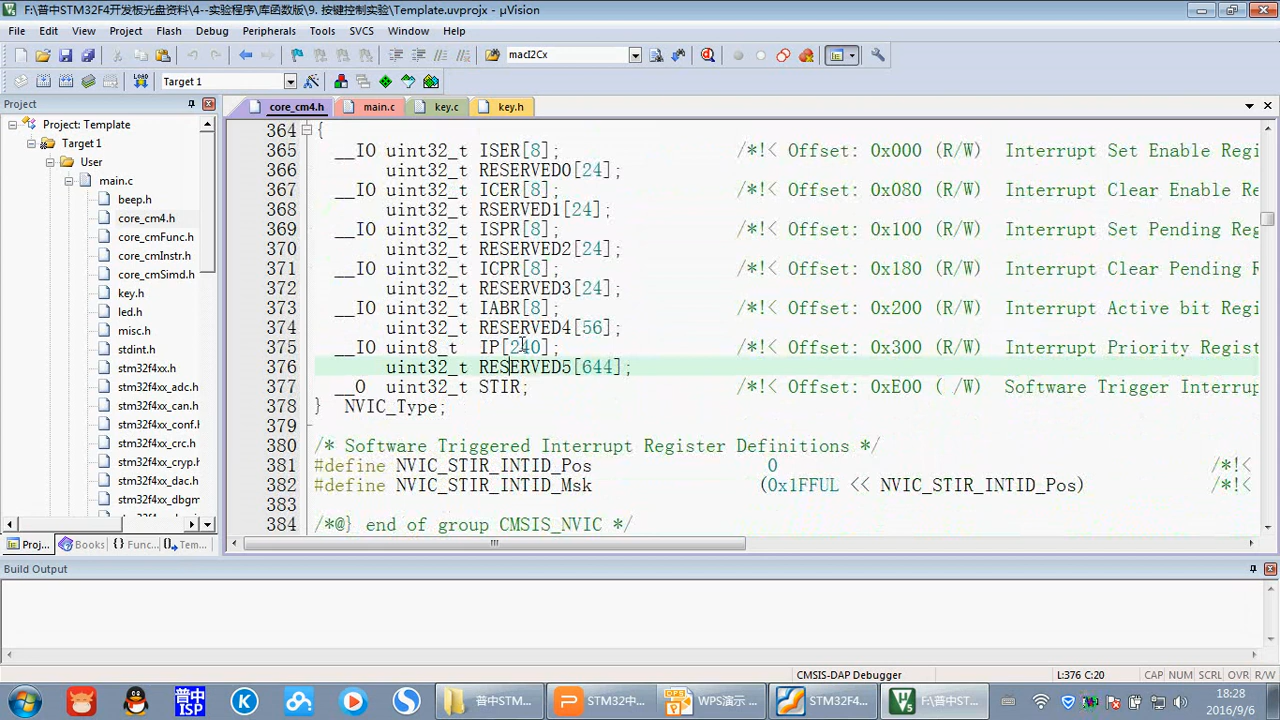 F:\普中STM32F4开发板光盘资料\4--实验程序\库函数版\9. 按键控制实验\Template.uvprojx - µVision
File Edit View Project Flash Debug Peripherals Tools SVCS Window Help
macI2Cx
LOAD Target 1
Project
core_cm4.h main.c key.c key.h
Project: Template
Target 1
User
main.c
beep.h
core_cm4.h
core_cmFunc.h
core_cmInstr.h
core_cmSimd.h
key.h
led.h
misc.h
stdint.h
stm32f4xx.h
stm32f4xx_adc.h
stm32f4xx_can.h
stm32f4xx_conf.h
stm32f4xx_crc.h
stm32f4xx_cryp.h
stm32f4xx_dac.h
stm32f4xx_dbgm
364 {
365 __IO uint32_t ISER[8]; /*!< Offset: 0x000 (R/W) Interrupt Set Enable Regi
366 uint32_t RESERVED0[24];
367 __IO uint32_t ICER[8]; /*!< Offset: 0x080 (R/W) Interrupt Clear Enable Re
368 uint32_t RSERVED1[24];
369 __IO uint32_t ISPR[8]; /*!< Offset: 0x100 (R/W) Interrupt Set Pending Reg
370 uint32_t RESERVED2[24];
371 __IO uint32_t ICPR[8]; /*!< Offset: 0x180 (R/W) Interrupt Clear Pending R
372 uint32_t RESERVED3[24];
373 __IO uint32_t IABR[8]; /*!< Offset: 0x200 (R/W) Interrupt Active bit Regi
374 uint32_t RESERVED4[56];
375 __IO uint8_t IP[240]; /*!< Offset: 0x300 (R/W) Interrupt Priority Regist
376 uint32_t RESERVED5[644];
377 __O uint32_t STIR; /*!< Offset: 0xE00 ( /W) Software Trigger Interrup
378 } NVIC_Type;
379
380 /* Software Triggered Interrupt Register Definitions */
381 #define NVIC_STIR_INTID_Pos 0 /*!<
382 #define NVIC_STIR_INTID_Msk (0x1FFUL << NVIC_STIR_INTID_Pos) /*!<
383
384 /*@} end of group CMSIS_NVIC */
Proj... Books {} Func... Tem...
Build Output
CMSIS-DAP Debugger L:376 C:20 CAP NUM SCRL OVR R/W
普中ISP 普中STM... STM32中... WPS演示 ... STM32F4... F:\普中ST...
18:28
2016/9/6